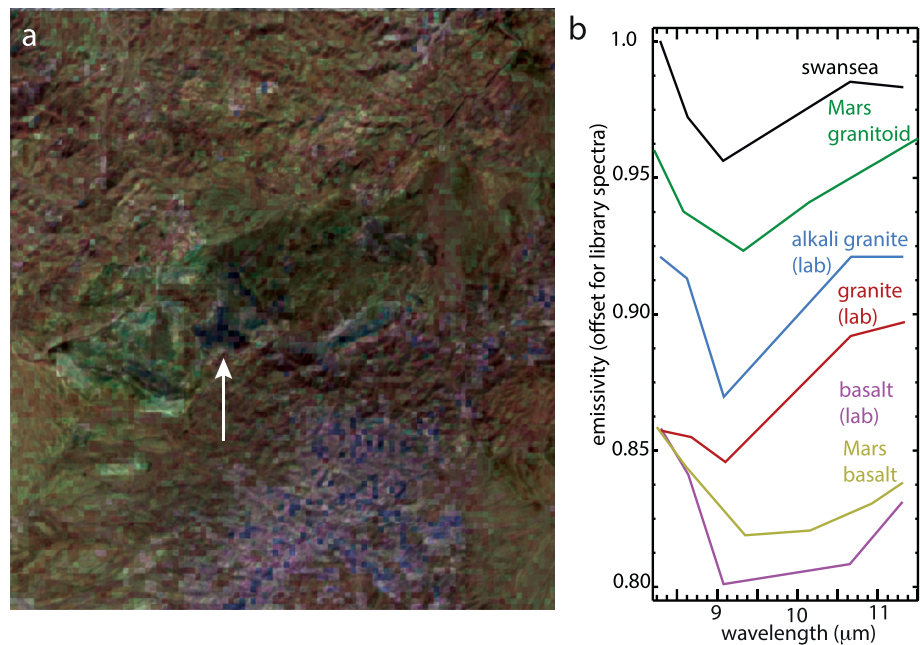 a
b
1.0
0.95
0.90
0.85
0.80
emissivity (offset for library spectra)
swansea
Mars
granitoid
alkali granite
(lab)
granite
(lab)
basalt
(lab)
Mars
basalt
9
10
11
wavelength (μm)